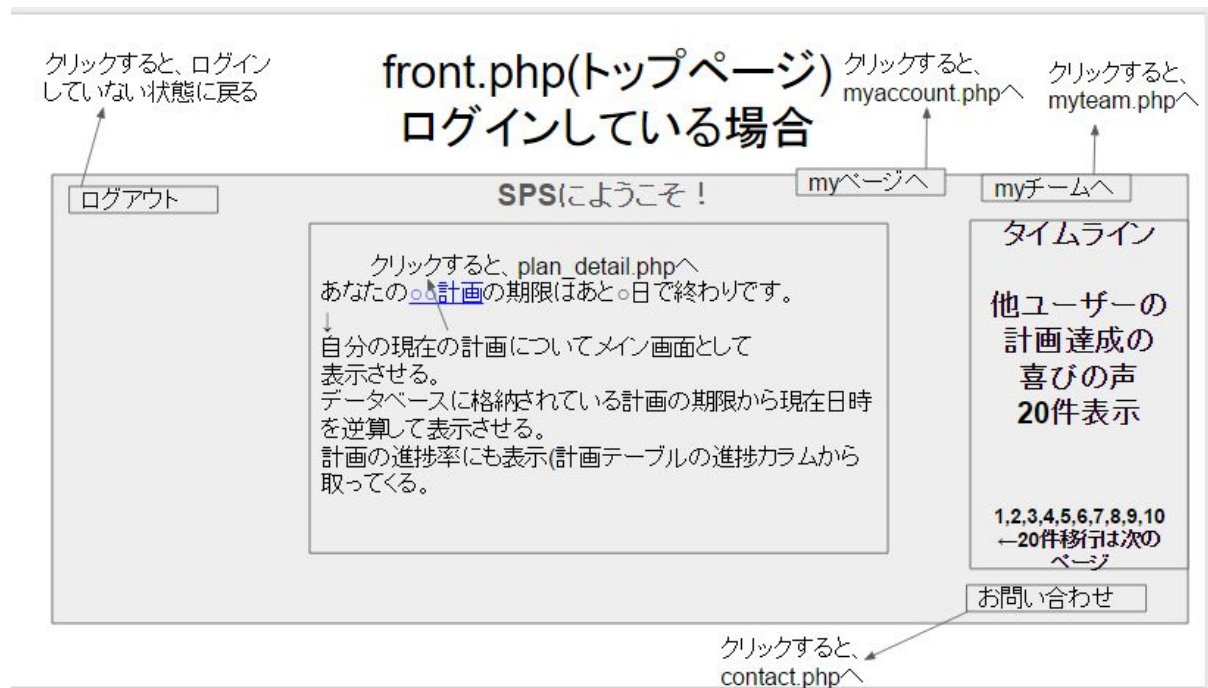 クリックすると、ログイン
していない状態に戻る
front.php(トップページ)
ログインしている場合
クリックすると、
myaccount.phpへ
クリックすると、
myteam.phpへ
ログアウト
SPSにようこそ！
myページへ
myチームへ
クリックすると、plan_detail.phpへ
あなたの○○計画の期限はあと○日で終わりです。
↓
自分の現在の計画についてメイン画面として
表示させる。
データベースに格納されている計画の期限から現在日時
を逆算して表示させる。
計画の進捗率にも表示(計画テーブルの進捗カラムから
取ってくる。
タイムライン
他ユーザーの
計画達成の
喜びの声
20件表示
1,2,3,4,5,6,7,8,9,10
←20件移行は次の
ページ
お問い合わせ
クリックすると、
contact.phpへ